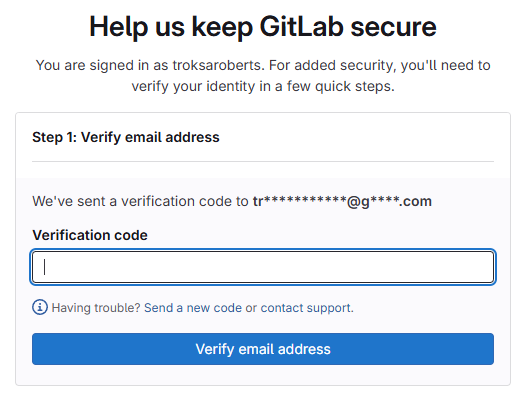 Help us keep GitLab secure
You are signed in as troksaroberts. For added security, you'll need to
verify your identity in a few quick steps.
Step 1: Verify email address
We've sent a verification code to tr***********@g****.com
Verification code
Having trouble? Send a new code or contact support.
Verify email address